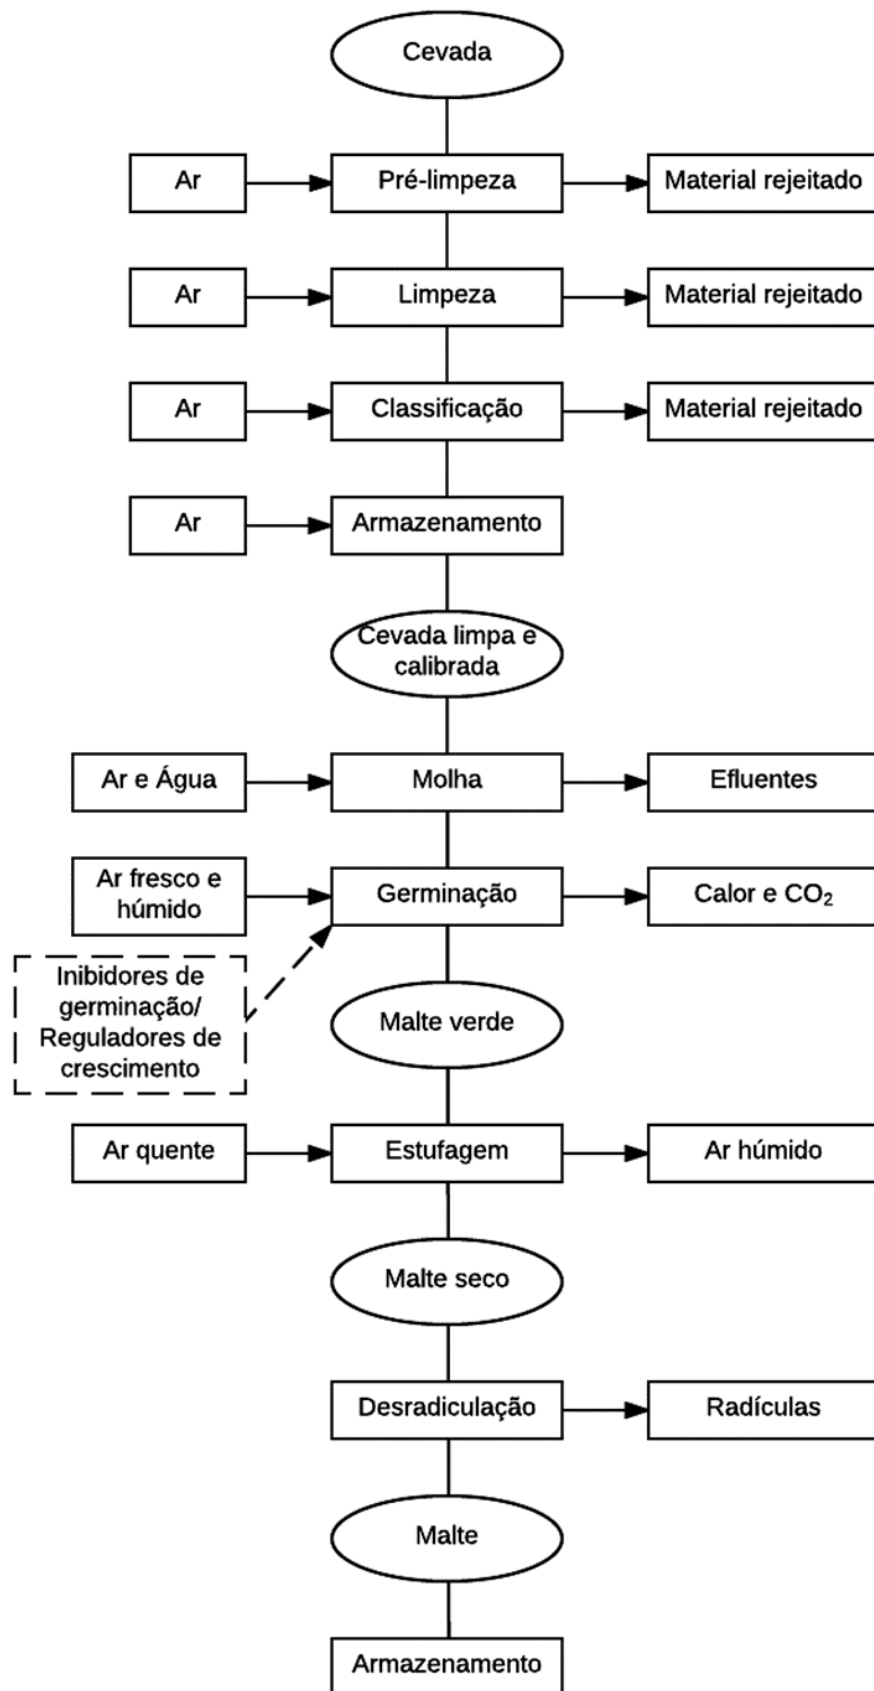 Cevada
Ar
Pré-limpeza
Material rejeitado
Ar
Limpeza
Material rejeitado
Ar
Classificação
Material rejeitado
Ar
Armazenamento
Cevada limpa e
calibrada
Ar e Água
Molha
Efluentes
Ar fresco e
húmido
Germinação
Calor e CO₂
Inibidores de
germinação/
Reguladores de
crescimento
Malte verde
Ar quente
Estufagem
Ar húmido
Malte seco
Desradiculação
Radículas
Malte
Armazenamento